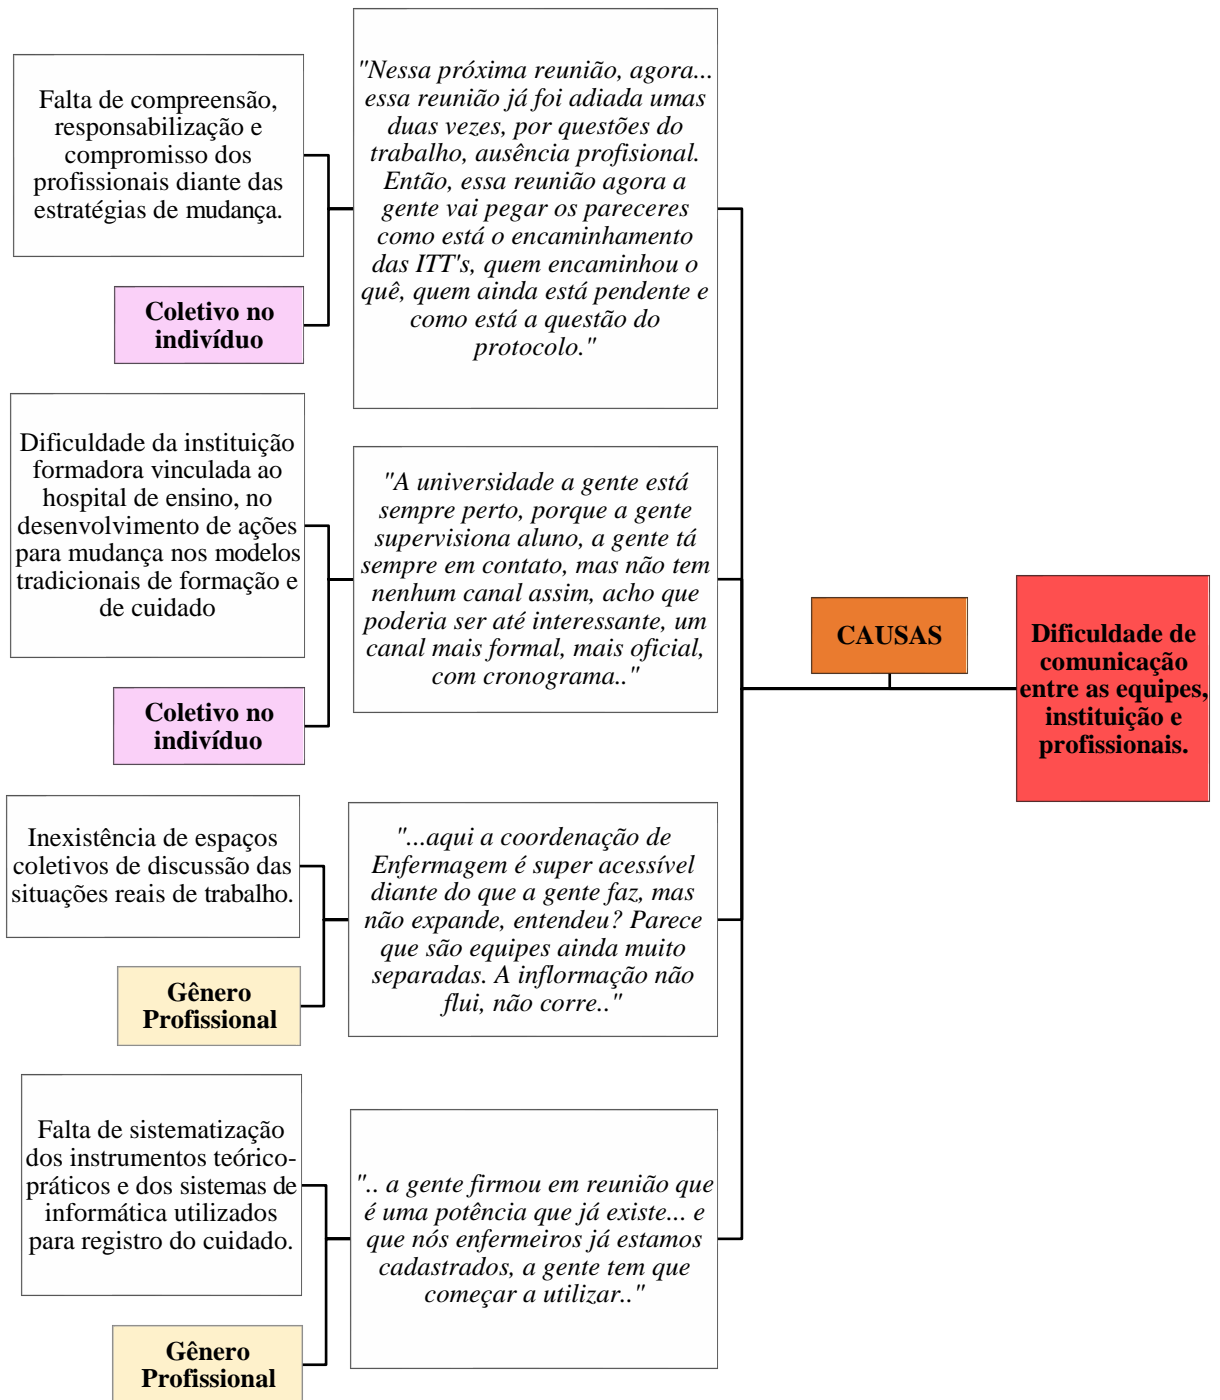 Falta de compreensão,
responsabilização e
compromisso dos
profissionais diante das
estratégias de mudança.
Coletivo no
indivíduo
"Nessa próxima reunião, agora...
essa reunião já foi adiada umas
duas vezes, por questões do
trabalho, ausência profisional.
Então, essa reunião agora a
gente vai pegar os pareceres
como está o encaminhamento
das ITT's, quem encaminhou o
quê, quem ainda está pendente e
como está a questão do
protocolo."
Dificuldade da instituição
formadora vinculada ao
hospital de ensino, no
desenvolvimento de ações
para mudança nos modelos
tradicionais de formação e
de cuidado
Coletivo no
indivíduo
"A universidade a gente está
sempre perto, porque a gente
supervisiona aluno, a gente tá
sempre em contato, mas não tem
nenhum canal assim, acho que
poderia ser até interessante, um
canal mais formal, mais oficial,
com cronograma.."
Inexistência de espaços
coletivos de discussão das
situações reais de trabalho.
Gênero
Profissional
"...aqui a coordenação de
Enfermagem é super acessível
diante do que a gente faz, mas
não expande, entendeu? Parece
que são equipes ainda muito
separadas. A inflormação não
flui, não corre.."
Falta de sistematização
dos instrumentos teórico-
práticos e dos sistemas de
informática utilizados
para registro do cuidado.
Gênero
Profissional
".. a gente firmou em reunião que
é uma potência que já existe... e
que nós enfermeiros já estamos
cadastrados, a gente tem que
começar a utilizar.."
CAUSAS
Dificuldade de
comunicação
entre as equipes,
instituição e
profissionais.